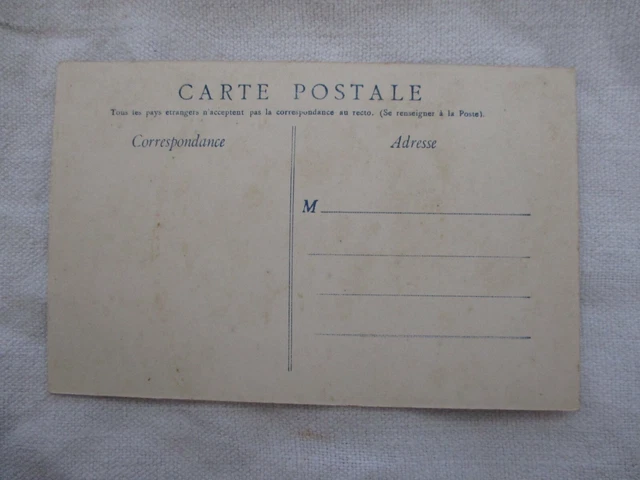 CARTE POSTALE
Tous les pays étrangers n'acceptent pas la correspondance au recto. (Se renseigner à la Poste).
Correspondance
Adresse
M